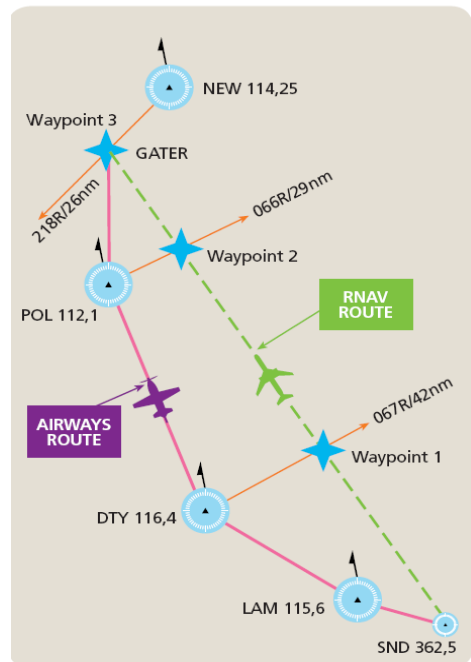 NEW 114,25
Waypoint 3
GATER
218R/26nm
066R/29nm
Waypoint 2
POL 112,1
RNAV
ROUTE
AIRWAYS
ROUTE
067R/42nm
Waypoint 1
DTY 116,4
LAM 115,6
SND 362,5